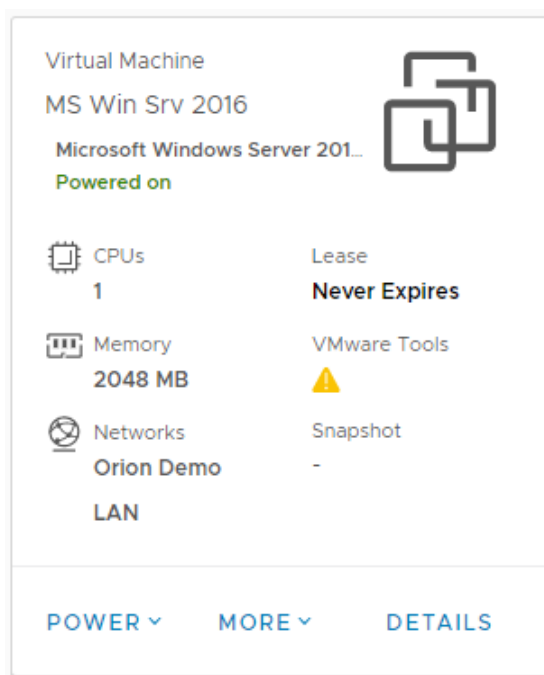 Virtual Machine
MS Win Srv 2016
Microsoft Windows Server 201...
Powered on
CPUs
1
Lease
Never Expires
Memory
2048 MB
VMware Tools
Networks
Orion Demo
LAN
Snapshot
-
POWER MORE DETAILS